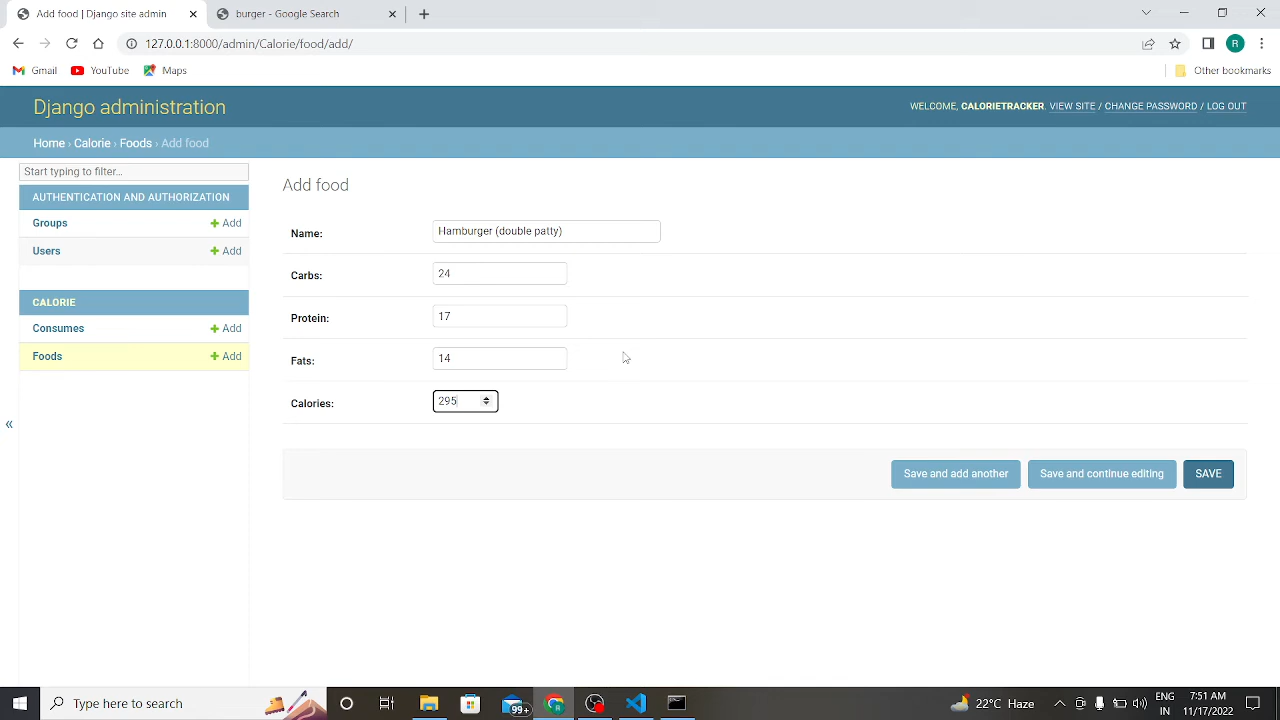 Add food | Django admin site
burger - Google Search
127.0.0.1:8000/admin/Calorie/food/add/
R
Gmail
YouTube
Maps
Other bookmarks
Django administration
WELCOME, CALORIETRACKER. VIEW SITE / CHANGE PASSWORD / LOG OUT
Home › Calorie › Foods › Add food
Start typing to filter...
AUTHENTICATION AND AUTHORIZATION
Groups + Add
Users + Add
CALORIE
Consumes + Add
Foods + Add
«
Add food
Name: Hamburger (double patty)
Carbs: 24
Protein: 17
Fats: 14
Calories: 295
Save and add another
Save and continue editing
SAVE
Type here to search
99+
22°C Haze
ENG
IN
7:51 AM
11/17/2022